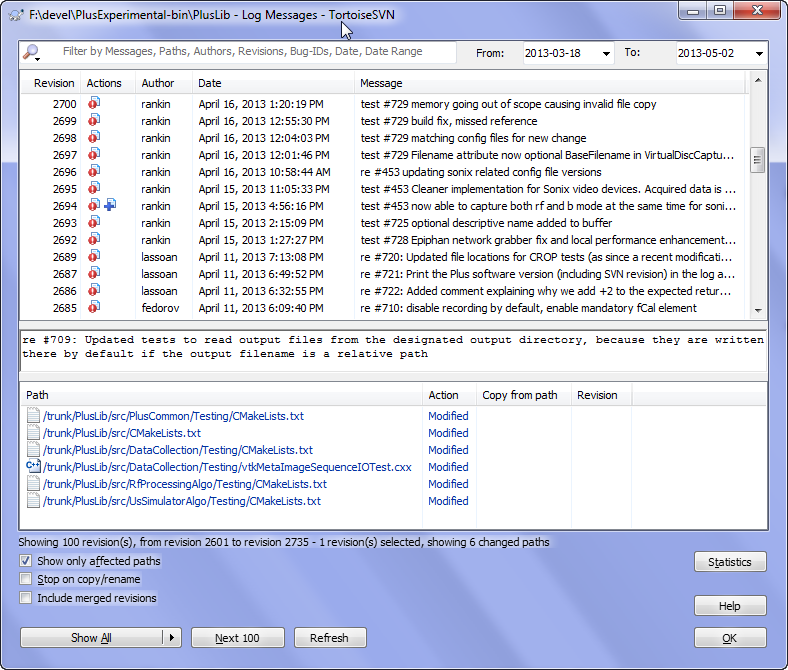 F:\devel\PlusExperimental-bin\PlusLib - Log Messages - TortoiseSVN
Filter by Messages, Paths, Authors, Revisions, Bug-IDs, Date, Date Range From: 2013-03-18 To: 2013-05-02
Revision Actions Author Date Message
2700 rankin April 16, 2013 1:20:19 PM test #729 memory going out of scope causing invalid file copy
2699 rankin April 16, 2013 12:55:30 PM test #729 build fix, missed reference
2698 rankin April 16, 2013 12:04:03 PM test #729 matching config files for new change
2697 rankin April 16, 2013 12:01:46 PM test #729 Filename attribute now optional BaseFilename in VirtualDiscCaptu...
2696 rankin April 16, 2013 10:58:44 AM re #453 updating sonix related config file versions
2695 rankin April 15, 2013 11:05:33 PM test #453 Cleaner implementation for Sonix video devices. Acquired data is ...
2694 rankin April 15, 2013 4:56:16 PM test #453 now able to capture both rf and b mode at the same time for soni...
2693 rankin April 15, 2013 2:15:09 PM test #725 optional descriptive name added to buffer
2692 rankin April 15, 2013 1:27:27 PM test #728 Epiphan network grabber fix and local performance enhancement...
2689 lassoan April 11, 2013 7:13:08 PM re #720: Updated file locations for CROP tests (as since a recent modificati...
2687 lassoan April 11, 2013 6:49:52 PM re #721: Print the Plus software version (including SVN revision) in the log a...
2686 lassoan April 11, 2013 6:32:55 PM re #722: Added comment explaining why we add +2 to the expected retur...
2685 fedorov April 11, 2013 6:09:40 PM re #710: disable recording by default, enable mandatory fCal element
re #709: Updated tests to read output files from the designated output directory, because they are written
there by default if the output filename is a relative path
Path Action Copy from path Revision
/trunk/PlusLib/src/PlusCommon/Testing/CMakeLists.txt Modified
/trunk/PlusLib/src/CMakeLists.txt Modified
/trunk/PlusLib/src/DataCollection/Testing/CMakeLists.txt Modified
/trunk/PlusLib/src/DataCollection/Testing/vtkMetaImageSequenceIOTest.cxx Modified
/trunk/PlusLib/src/RfProcessingAlgo/Testing/CMakeLists.txt Modified
/trunk/PlusLib/src/UsSimulatorAlgo/Testing/CMakeLists.txt Modified
Showing 100 revision(s), from revision 2601 to revision 2735 - 1 revision(s) selected, showing 6 changed paths
Show only affected paths
Statistics
Stop on copy/rename
Include merged revisions
Help
Show All Next 100 Refresh OK